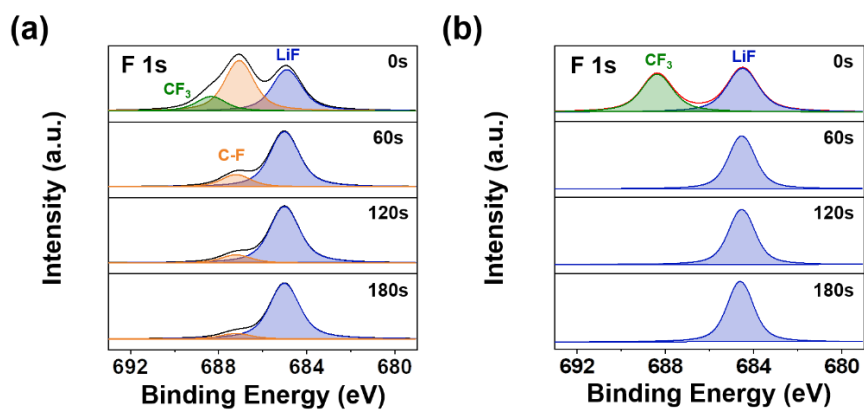 (a)
F 1s
CF₃
LiF
0s
C-F
60s
120s
180s
Intensity (a.u.)
692 688 684 680
Binding Energy (eV)
(b)
F 1s
CF₃
LiF
0s
60s
120s
180s
Intensity (a.u.)
692 688 684 680
Binding Energy (eV)